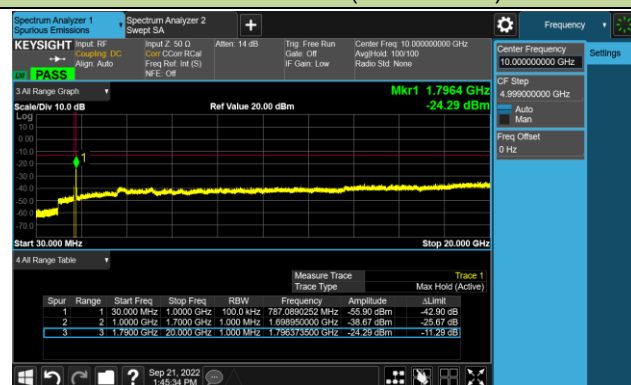 Spectrum Analyzer 1
Spurious Emissions
Spectrum Analyzer 2
Swept SA
Frequency
KEYSIGHT
Input: RF
Coupling: DC
Align: Auto
Input Z: 50 Ω
Corr CCorr RCal
Freq Ref: Int (S)
NFE: Off
Atten: 14 dB
Trig: Free Run
Gate: Off
IF Gain: Low
Center Freq: 10.000000000 GHz
Avg|Hold: 100/100
Radio Std: None
PASS
Center Frequency
10.000000000 GHz
Settings
CF Step
4.999000000 GHz
Auto
Man
Freq Offset
0 Hz
3 All Range Graph
Mkr1 1.7964 GHz
Scale/Div 10.0 dB
Ref Value 20.00 dBm
-24.29 dBm
Log
10.0
0.00
-10.0
-20.0
-30.0
-40.0
-50.0
-60.0
-70.0
1
Start 30.000 MHz
Stop 20.000 GHz
4 All Range Table
Measure Trace Trace 1
Trace Type Max Hold (Active)
Spur Range Start Freq Stop Freq RBW Frequency Amplitude ΔLimit
1 1 30.000 MHz 1.0000 GHz 100.0 kHz 787.0890252 MHz -55.90 dBm -42.90 dB
2 2 1.0000 GHz 1.7000 GHz 1.000 MHz 1.698950000 GHz -38.67 dBm -25.67 dB
3 3 1.7900 GHz 20.000 GHz 1.000 MHz 1.796373500 GHz -24.29 dBm -11.29 dB
Sep 21, 2022
1:45:34 PM